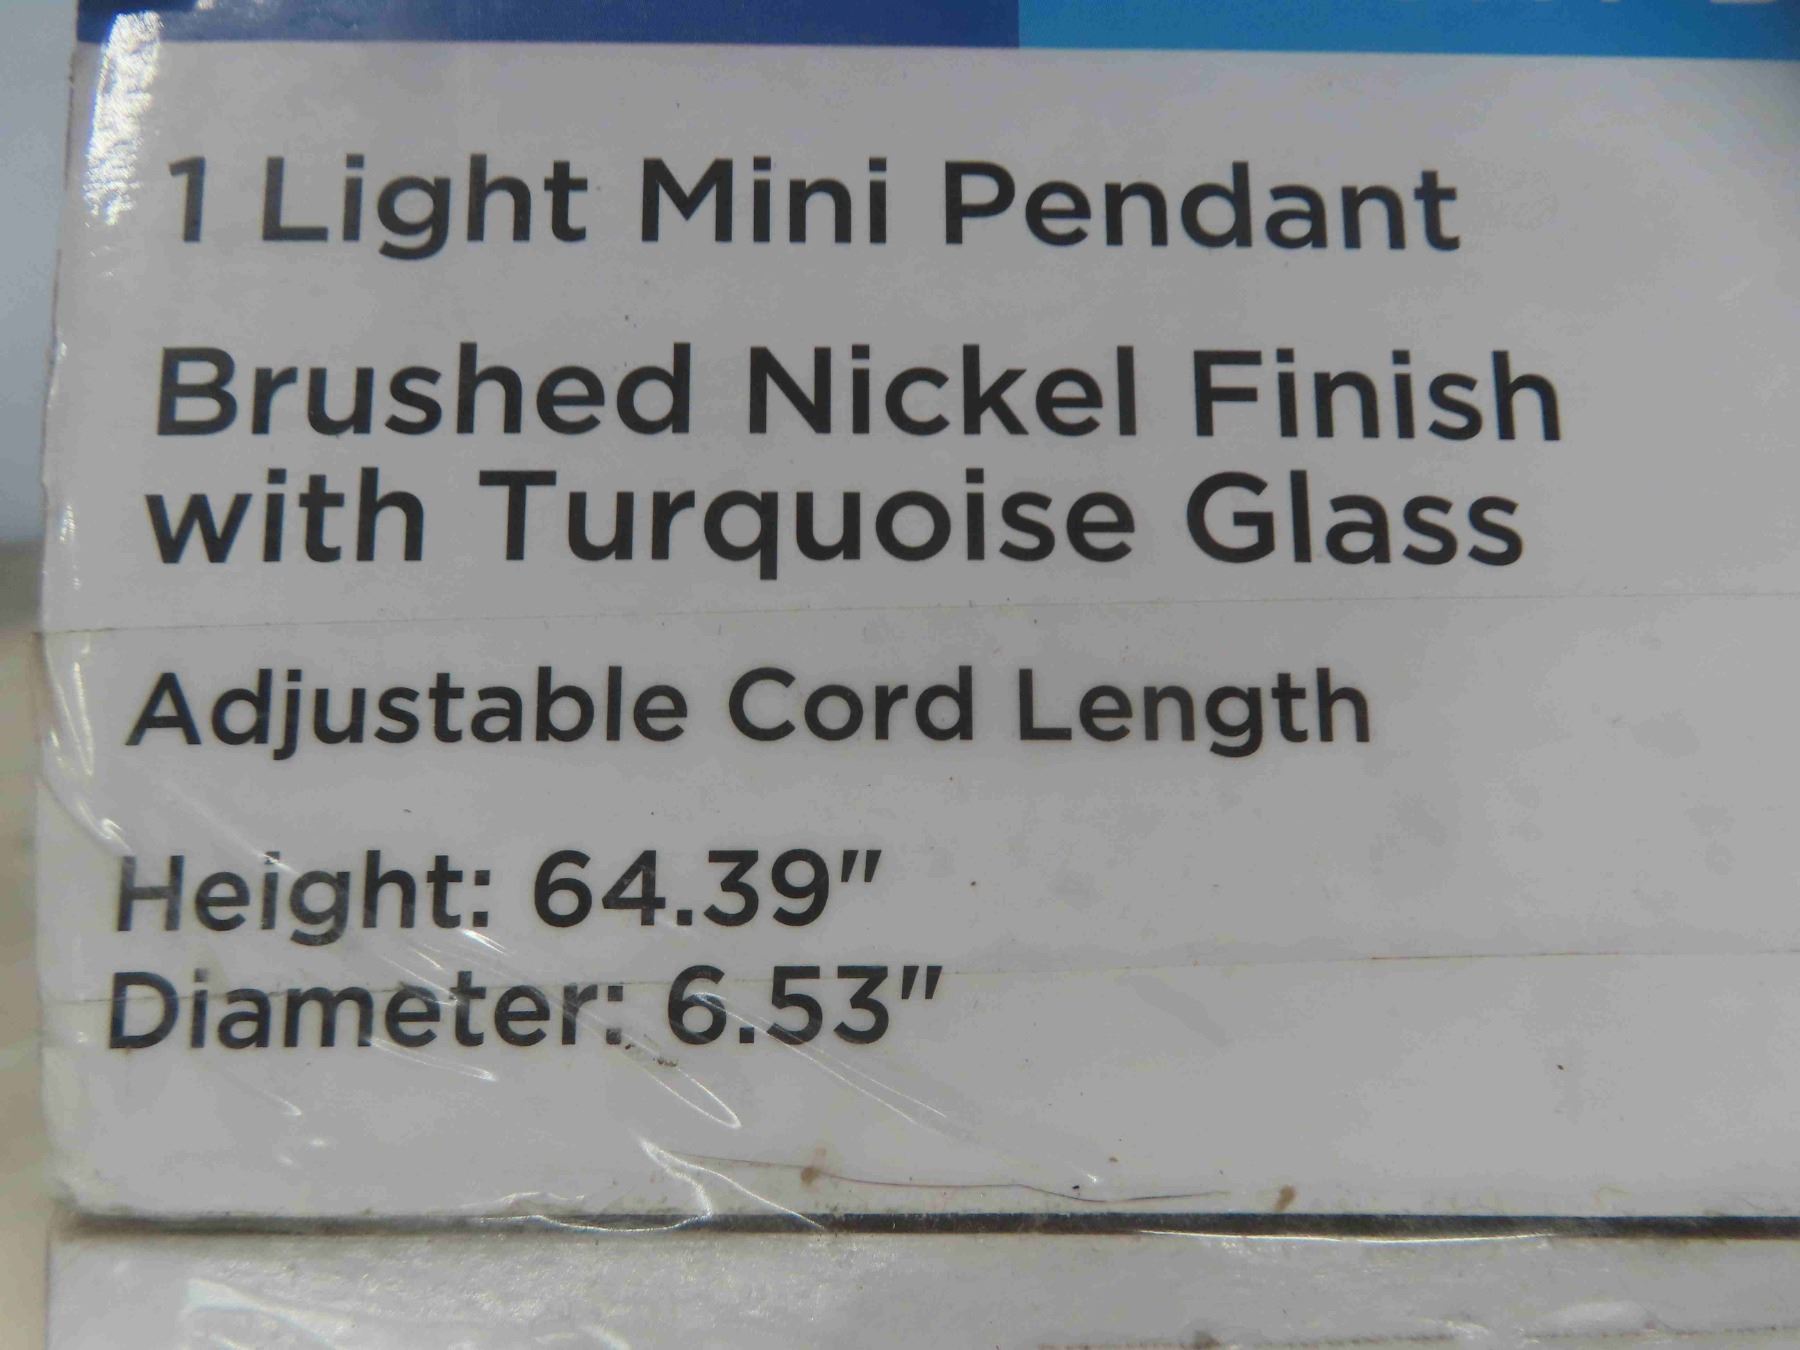 1 Light Mini Pendant
Brushed Nickel Finish
with Turquoise Glass
Adjustable Cord Length
Height: 64.39"
Diameter: 6.53"